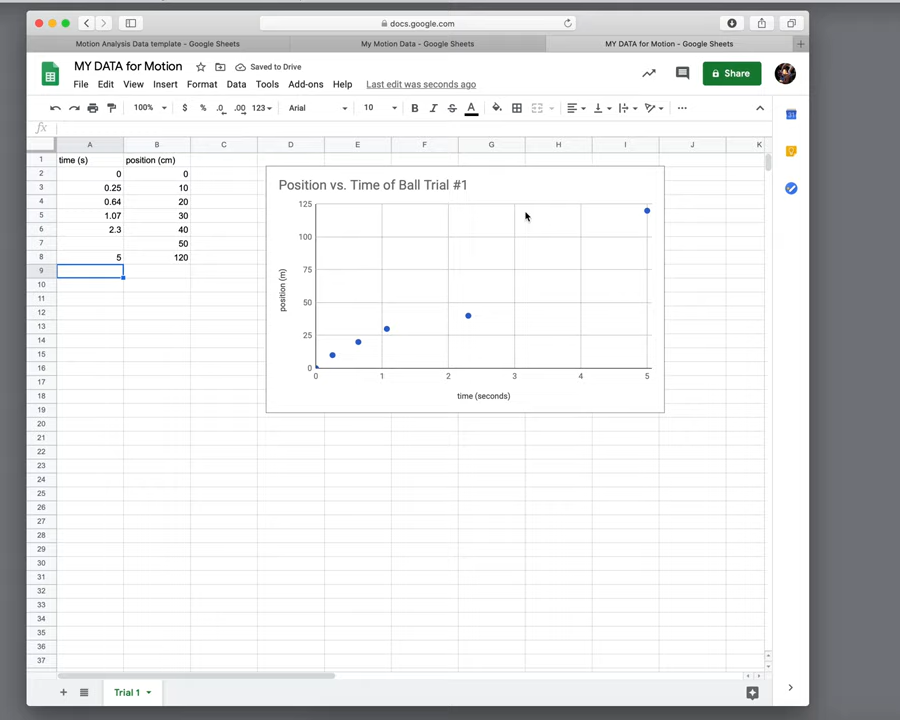 docs.google.com
Motion Analysis Data template - Google Sheets
My Motion Data - Google Sheets
MY DATA for Motion - Google Sheets
MY DATA for Motion
Saved to Drive
File Edit View Insert Format Data Tools Add-ons Help Last edit was seconds ago
Share
100% $ % .0 .00 123 Arial 10 B I S A
fx
A B C D E F G H I J K
1 time (s) position (cm)
2 0 0
3 0.25 10
4 0.64 20
5 1.07 30
6 2.3 40
7 50
8 5 120
9
10
11
12
13
14
15
16
17
18
19
20
21
22
23
24
25
26
27
28
29
30
31
32
33
34
35
36
37
Position vs. Time of Ball Trial #1
125
100
75
50
25
0
position (m)
0 1 2 3 4 5
time (seconds)
Trial 1